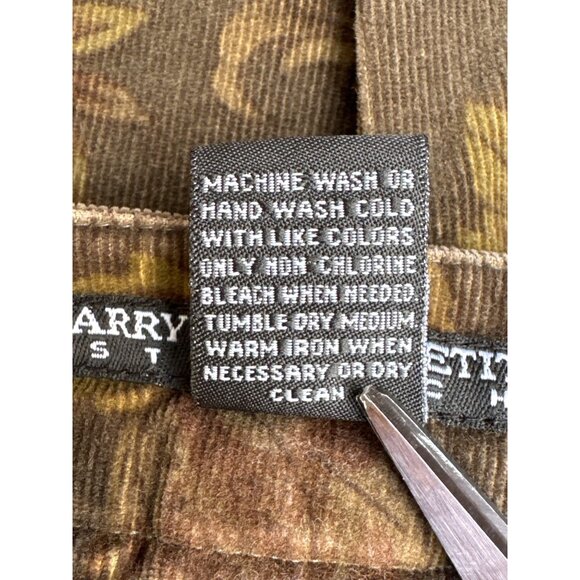 MACHINE WASH OR
HAND WASH COLD
WITH LIKE COLORS
ONLY NON CHLORINE
BLEACH WHEN NEEDED
TUMBLE DRY MEDIUM
WARM IRON WHEN
NECESSARY OR DRY
CLEAN
ARRY
ETIT
S T